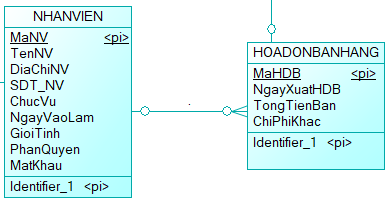 NHANVIEN
MaNV <pi>
TenNV
DiaChiNV
SDT_NV
ChucVu
NgayVaoLam
GioiTinh
PhanQuyen
MatKhau
Identifier_1 <pi>
HOADONBANHANG
MaHDB <pi>
NgayXuatHDB
TongTienBan
ChiPhiKhac
Identifier_1 <pi>